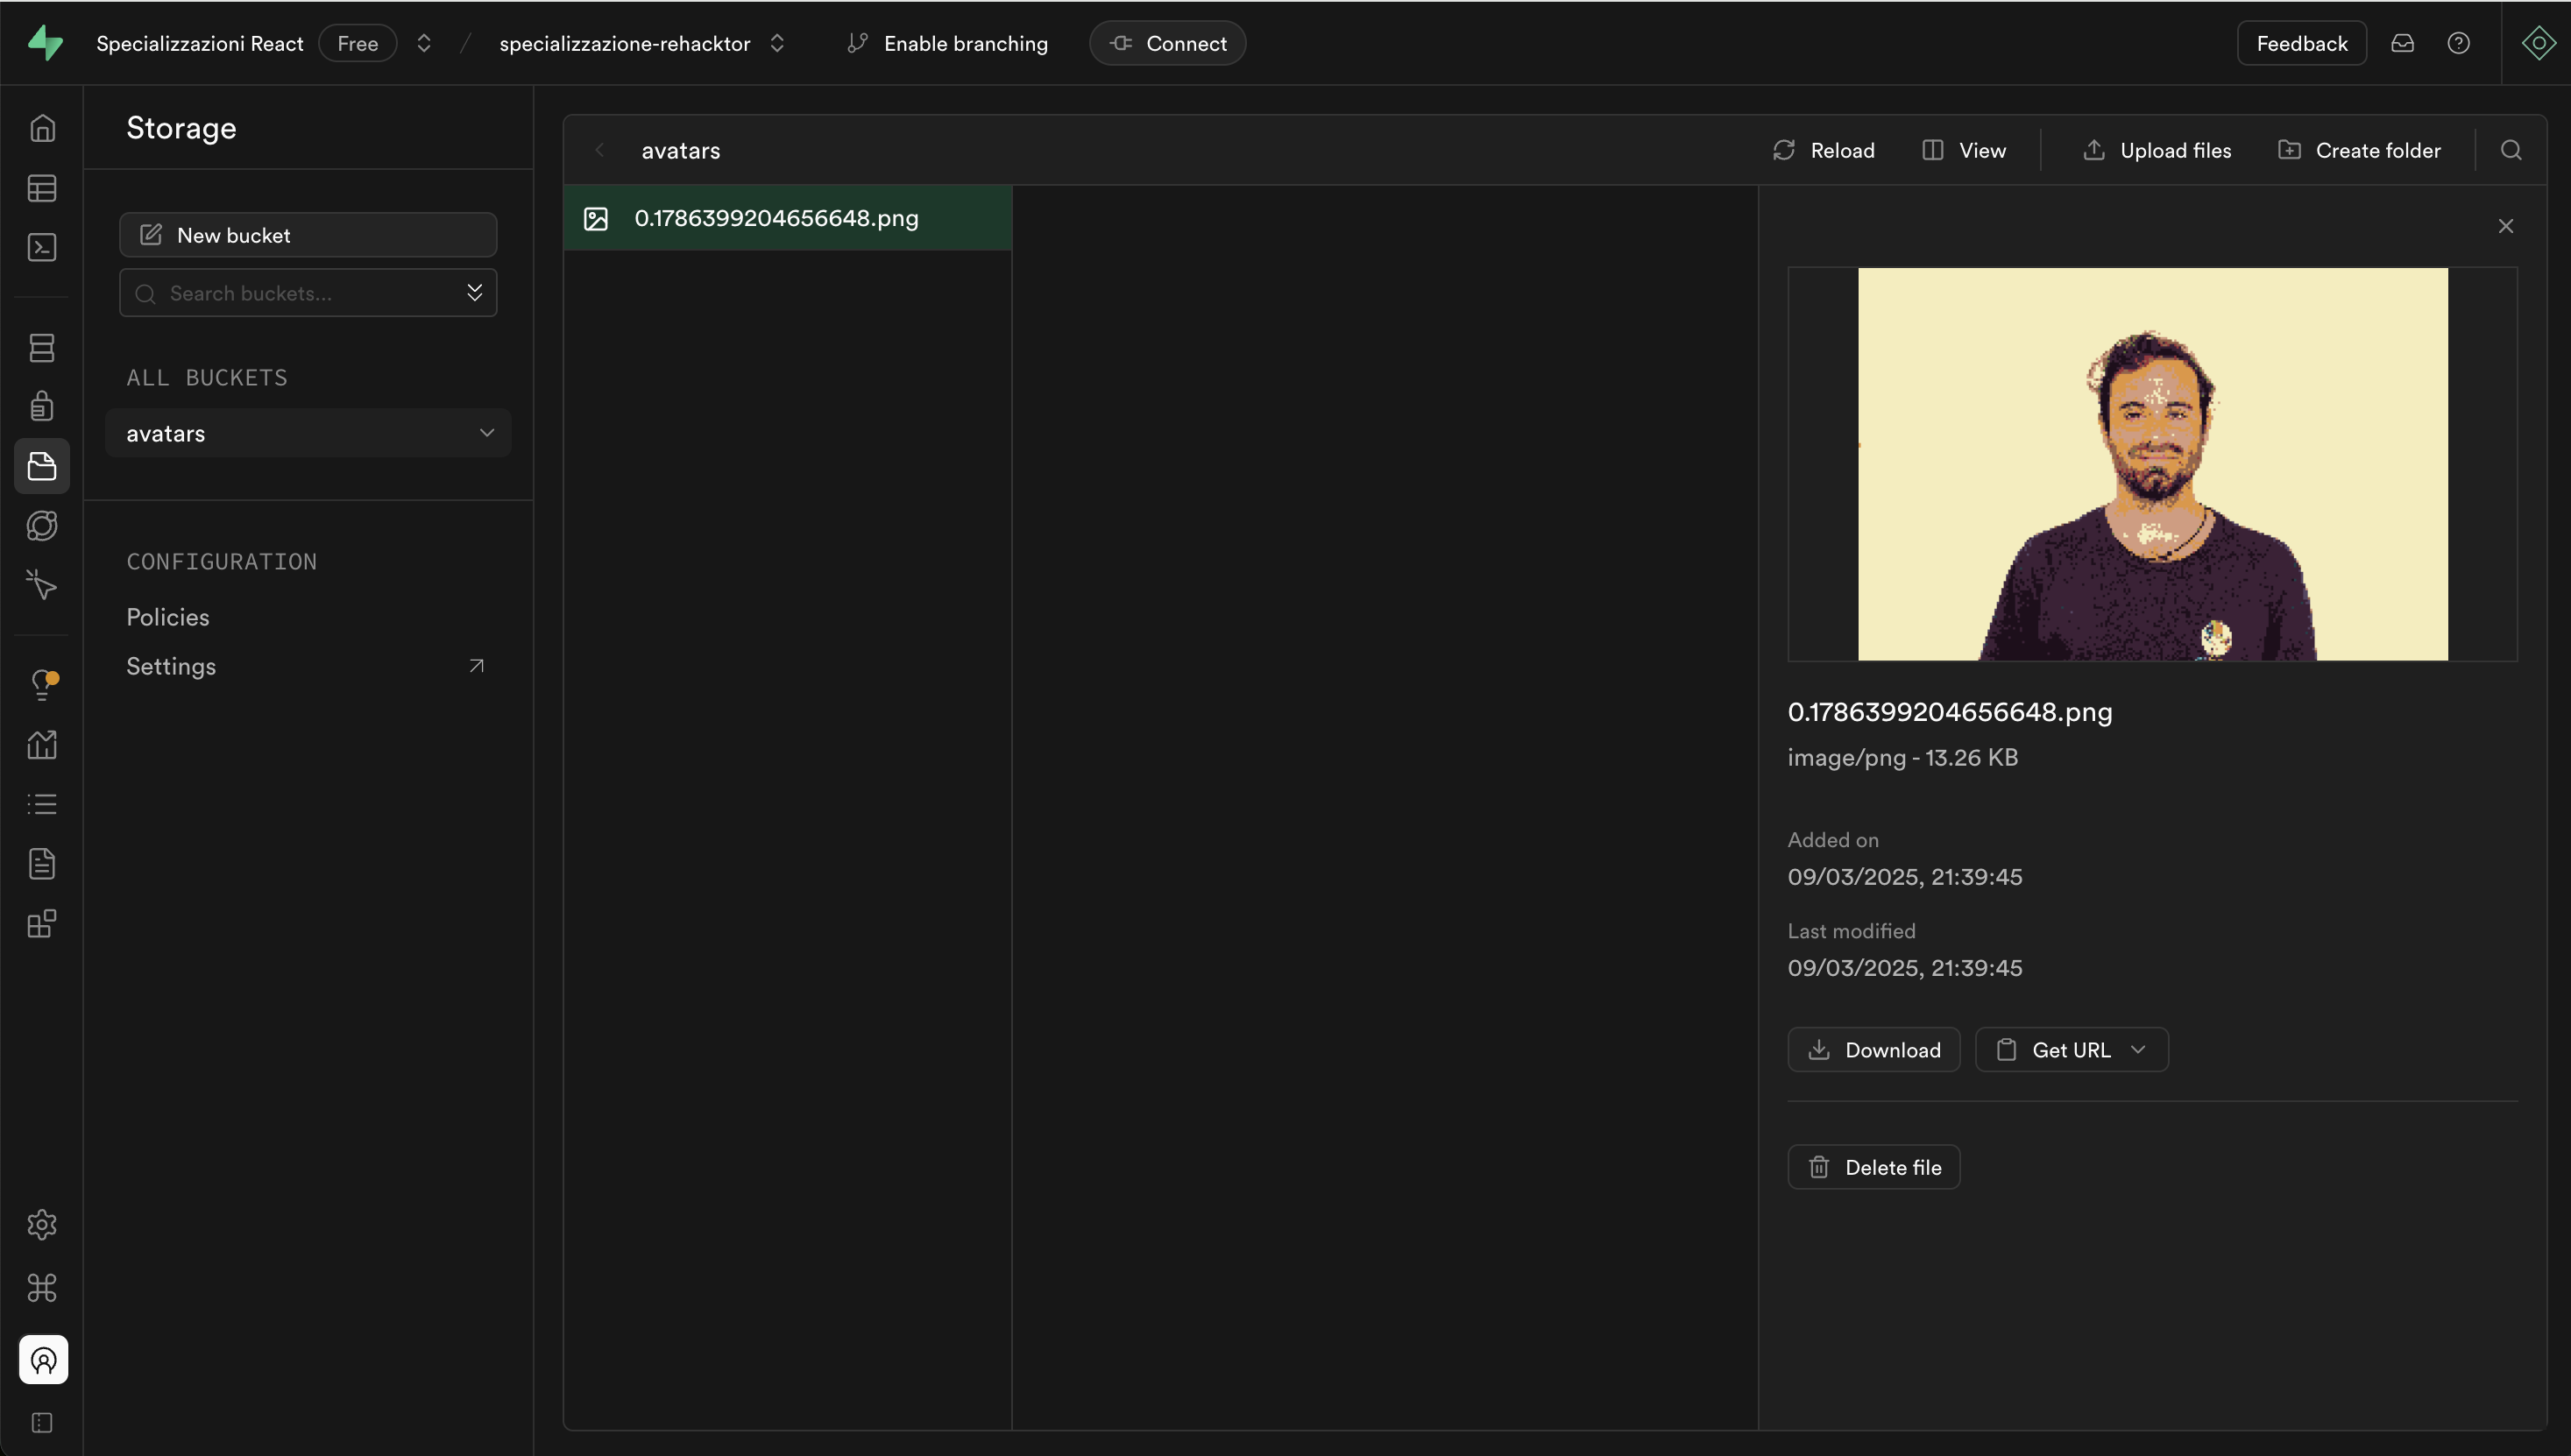 Specializzazioni React Free / specializzazione-rehacktor Enable branching Connect Feedback
Storage
New bucket
Search buckets...
ALL BUCKETS
avatars
CONFIGURATION
Policies
Settings
avatars Reload View Upload files Create folder
0.1786399204656648.png
0.1786399204656648.png
image/png - 13.26 KB
Added on
09/03/2025, 21:39:45
Last modified
09/03/2025, 21:39:45
Download Get URL
Delete file